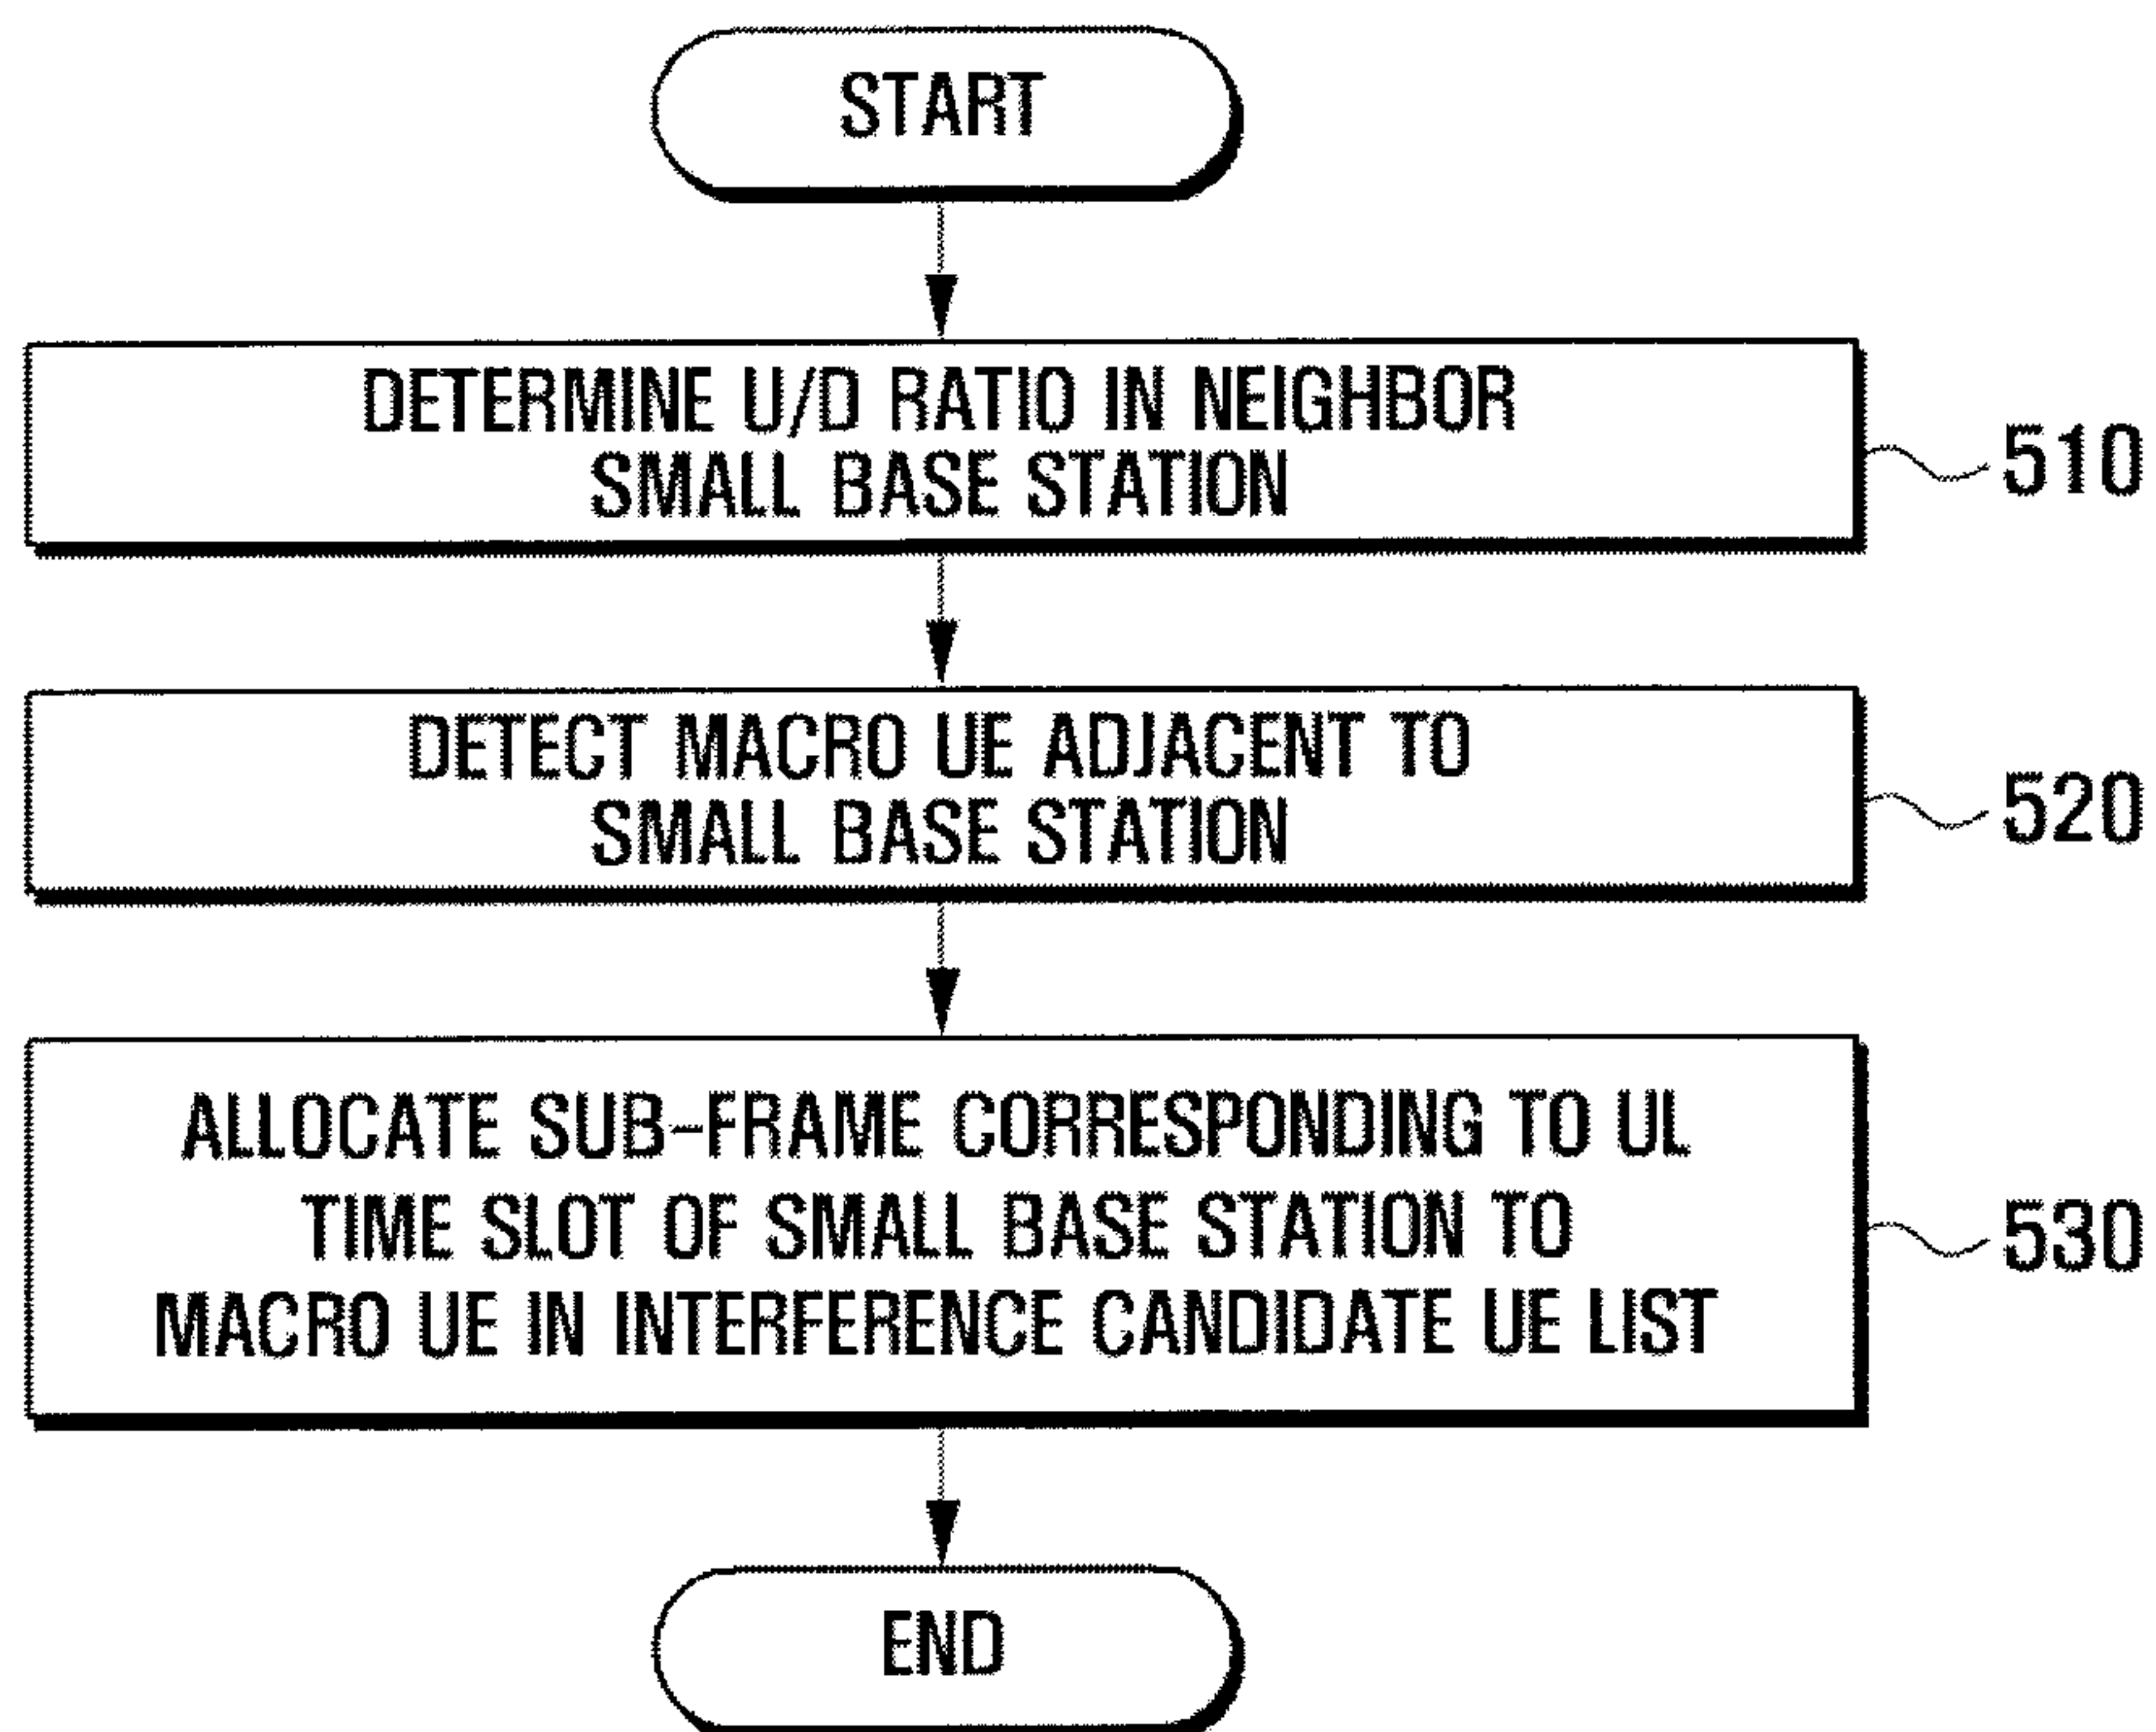 START
DETERMINE U/D RATIO IN NEIGHBOR
SMALL BASE STATION
510
DETECT MACRO UE ADJACENT TO
SMALL BASE STATION
520
ALLOCATE SUB-FRAME CORRESPONDING TO UL
TIME SLOT OF SMALL BASE STATION TO
MACRO UE IN INTERFERENCE CANDIDATE UE LIST
530
END